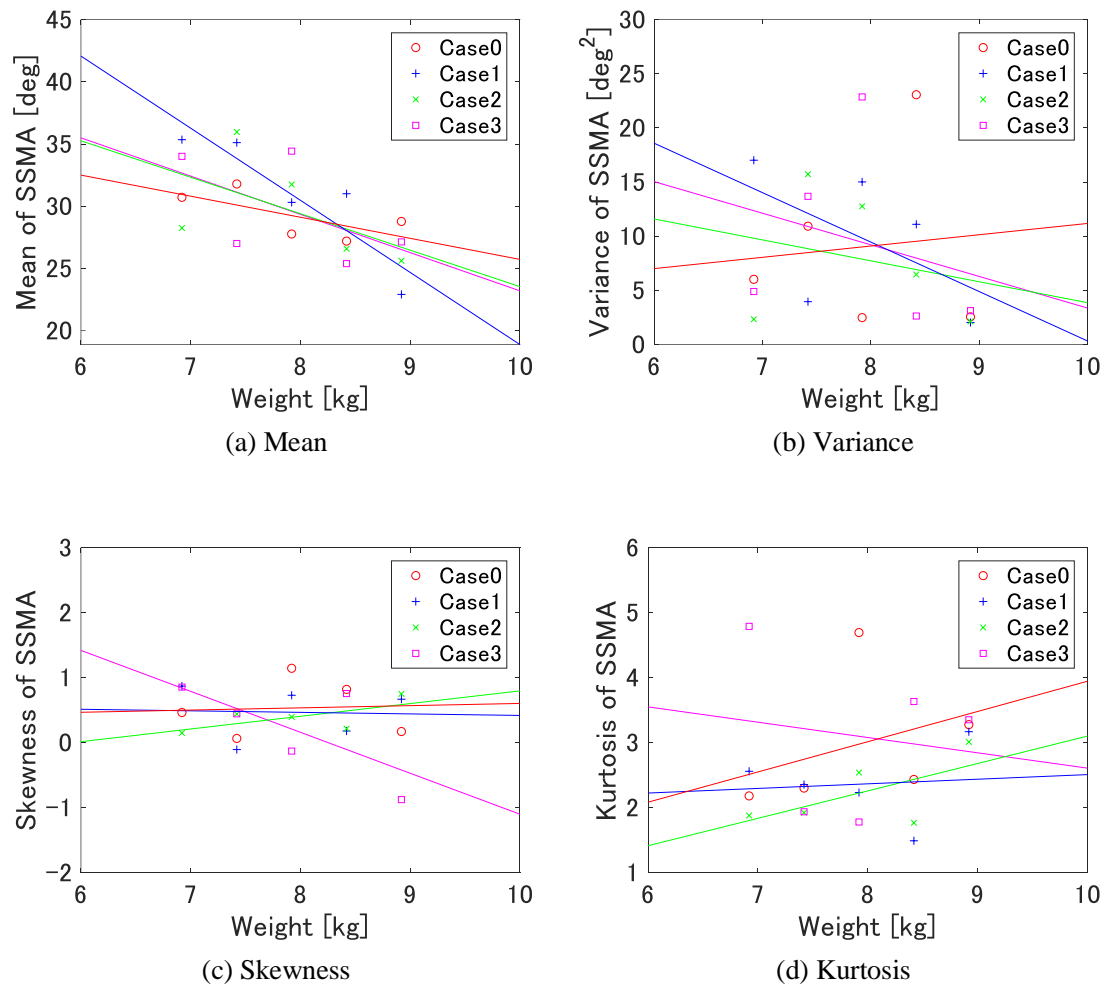 45
40
35
30
25
20
Mean of SSMA [deg]
Case0
Case1
Case2
Case3
6 7 8 9 10
Weight [kg]
(a) Mean
30
25
20
15
10
5
0
Variance of SSMA [deg²]
Case0
Case1
Case2
Case3
6 7 8 9 10
Weight [kg]
(b) Variance
3
2
1
0
-1
-2
Skewness of SSMA
Case0
Case1
Case2
Case3
6 7 8 9 10
Weight [kg]
(c) Skewness
6
5
4
3
2
1
Kurtosis of SSMA
Case0
Case1
Case2
Case3
6 7 8 9 10
Weight [kg]
(d) Kurtosis